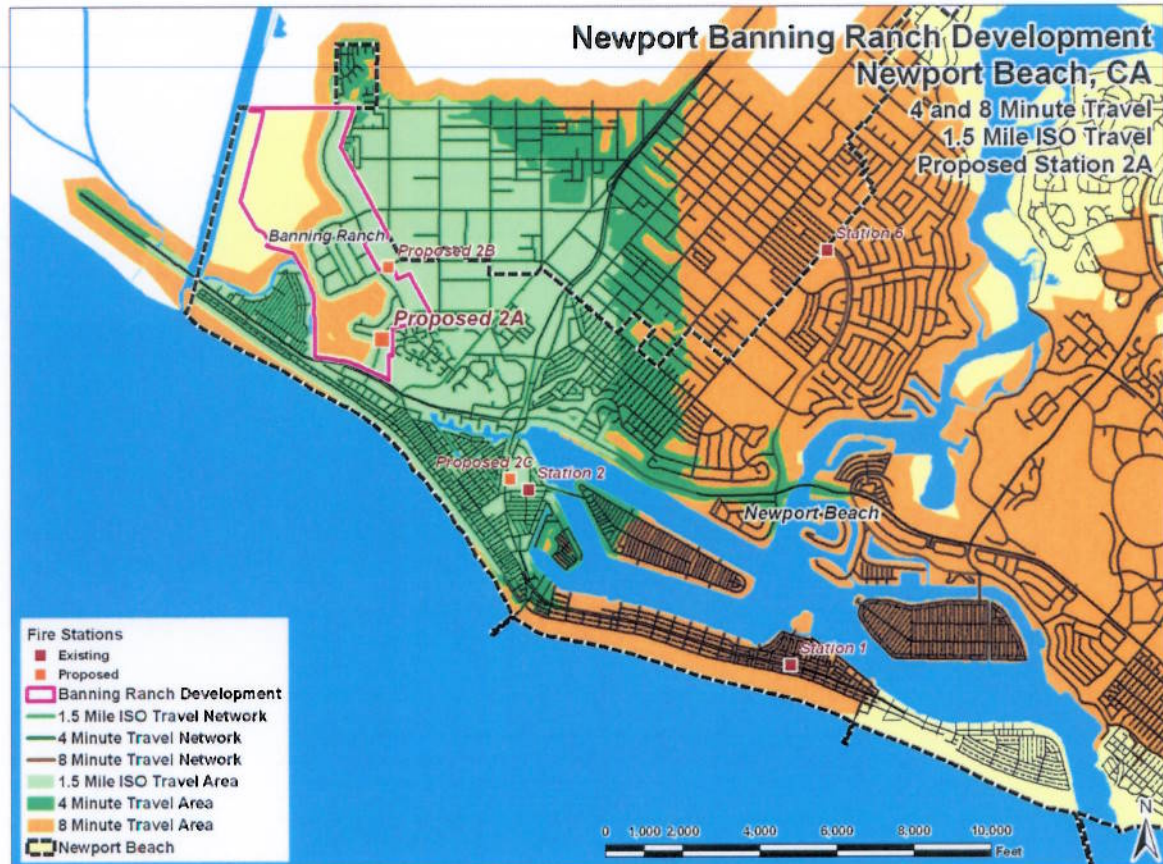 Newport Banning Ranch Development
Newport Beach, CA
4 and 8 Minute Travel
1.5 Mile ISO Travel
Proposed Station 2A
Station 6
Banning Ranch
Proposed 2B
Proposed 2A
Proposed 2C
Station 2
Newport Beach
Station 1
Fire Stations
Existing
Proposed
Banning Ranch Development
1.5 Mile ISO Travel Network
4 Minute Travel Network
8 Minute Travel Network
1.5 Mile ISO Travel Area
4 Minute Travel Area
8 Minute Travel Area
Newport Beach
0 1,000 2,000 4,000 6,000 8,000 10,000
Feet
N